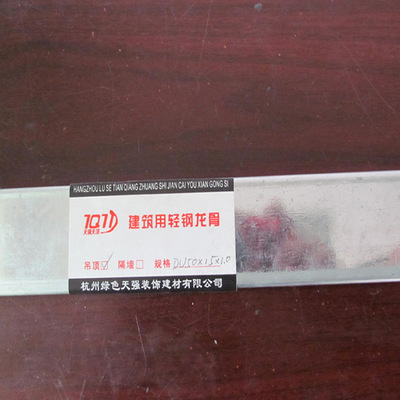 HANGZHOU LU SE TIAN QIANG ZHUANG SHI JIAN CAI YOU XIAN GONG SI
建筑用轻钢龙骨
吊顶☑ 隔墙☐ 规格 DU50X15X1.0
杭州绿色天强装饰建材有限公司